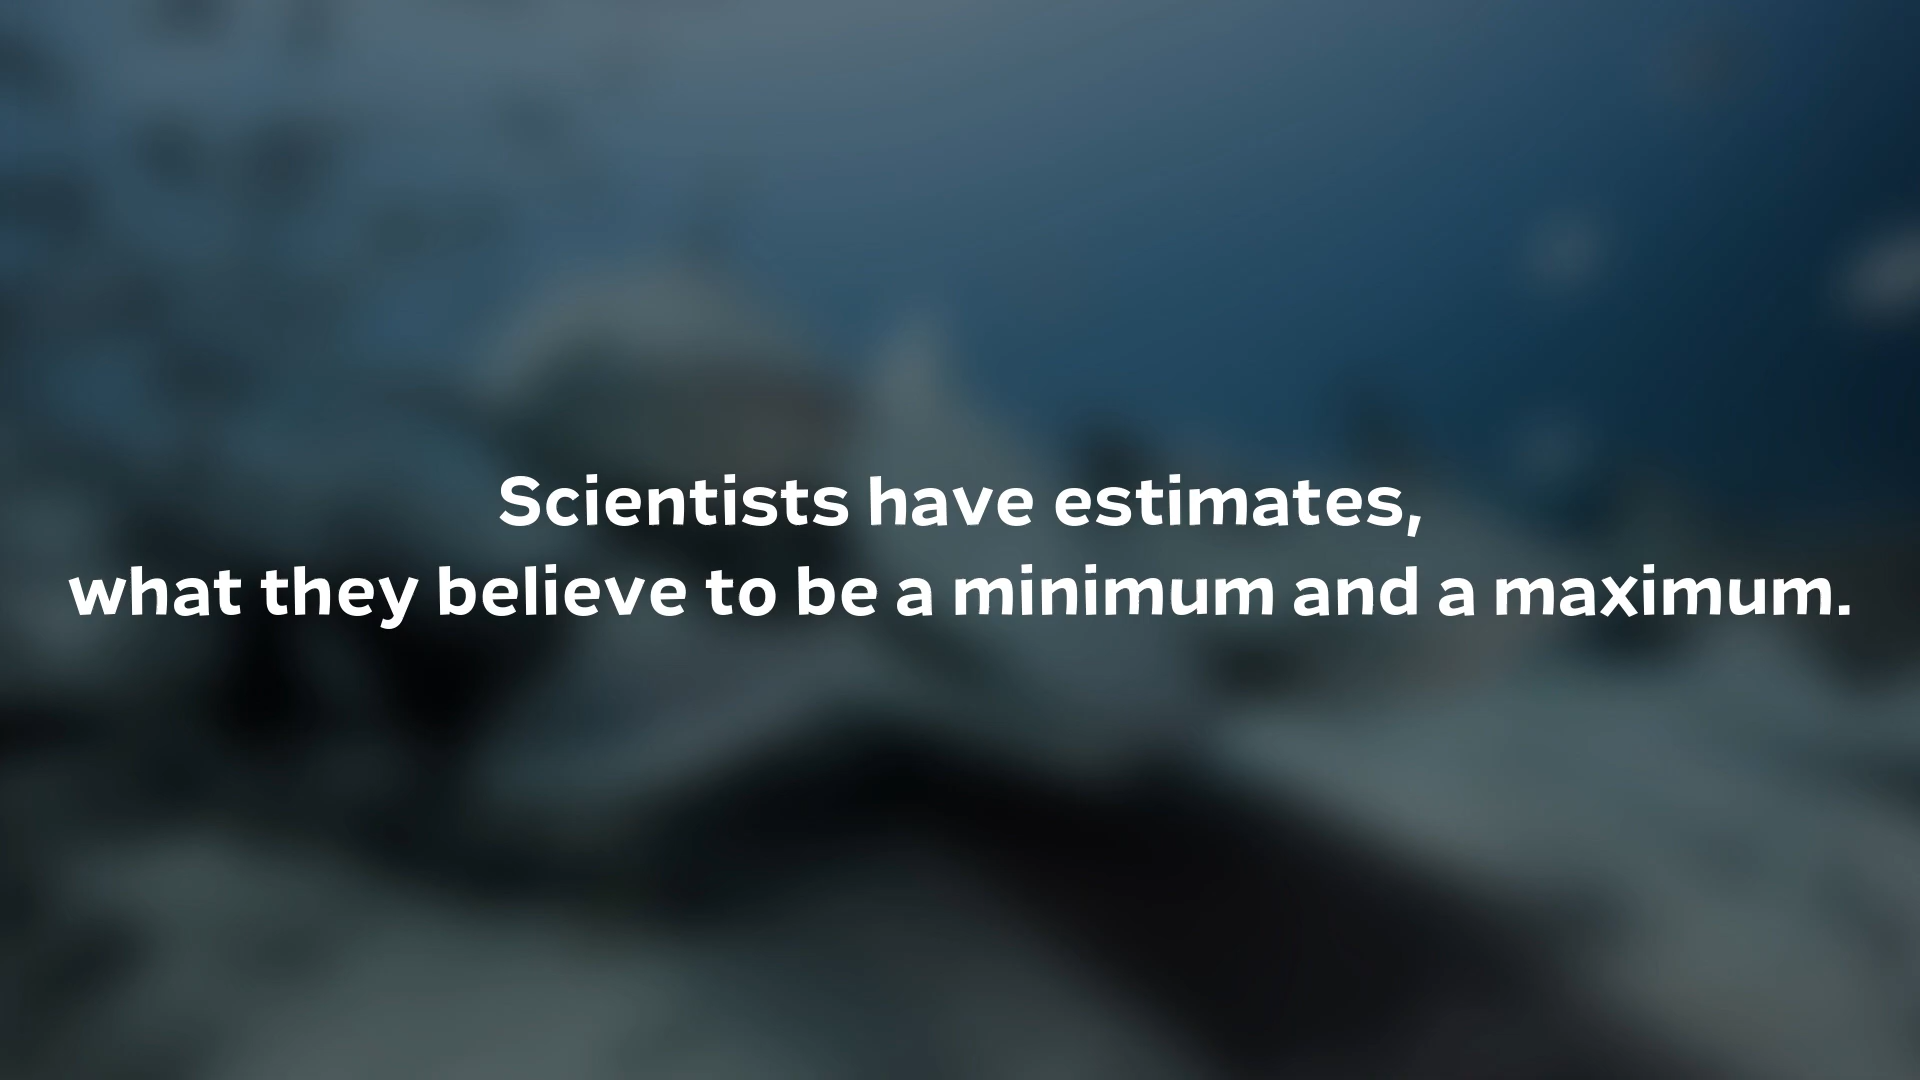 Scientists have estimates,
what they believe to be a minimum and a maximum.